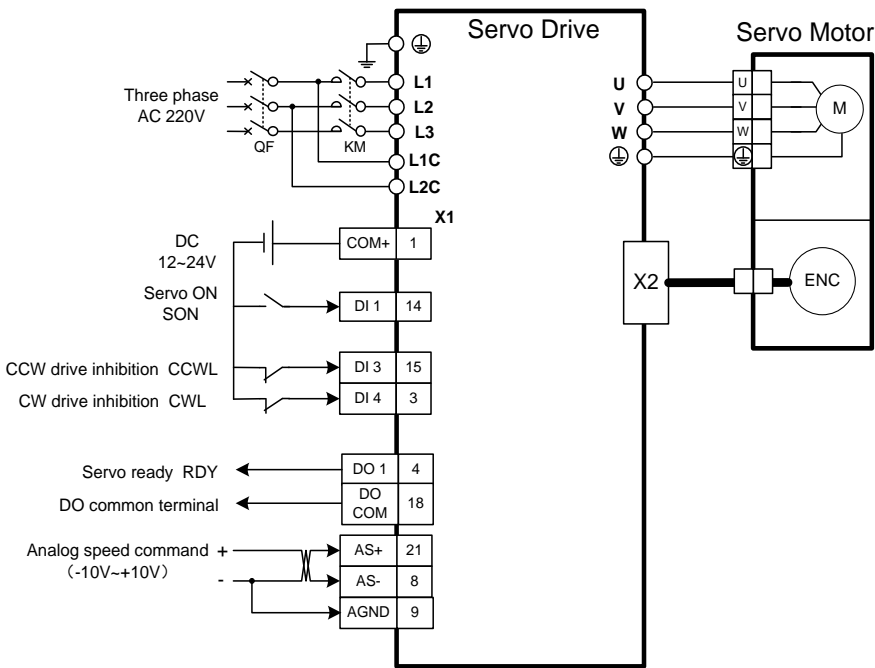 Servo Drive
Servo Motor
Three phase
AC 220V
QF
KM
L1
L2
L3
L1C
L2C
U
V
W
U
V
W
M
X1
DC
12~24V
COM+ 1
Servo ON
SON
DI 1 14
CCW drive inhibition CCWL
DI 3 15
CW drive inhibition CWL
DI 4 3
X2
ENC
Servo ready RDY
DO 1 4
DO common terminal
DO
COM
18
Analog speed command +
(-10V~+10V)
-
AS+ 21
AS- 8
AGND 9